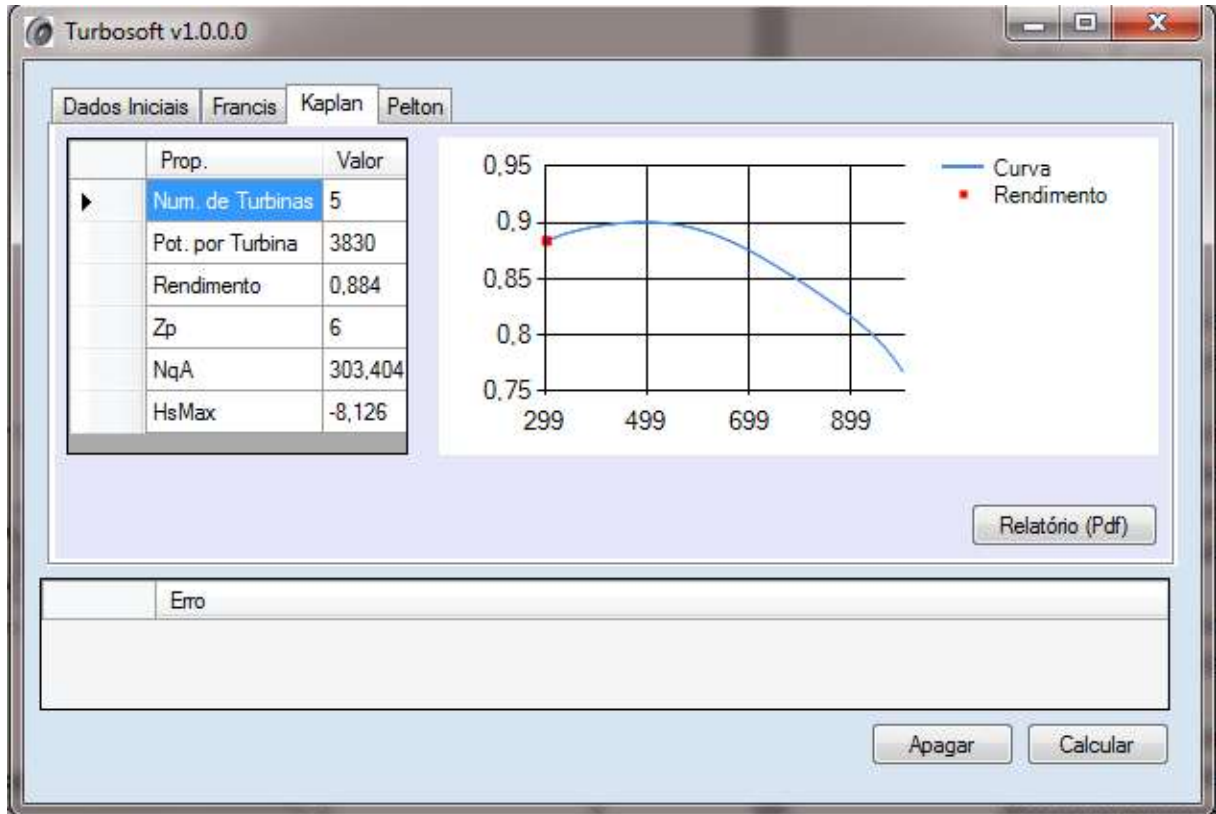 Turbosoft v1.0.0.0
Dados Iniciais Francis Kaplan Pelton
Prop. Valor
Num. de Turbinas 5
Pot. por Turbina 3830
Rendimento 0,884
Zp 6
NqA 303,404
HsMax -8,126
0,95
0,9
0,85
0,8
0,75
299 499 699 899
Curva
Rendimento
Relatório (Pdf)
Erro
Apagar Calcular